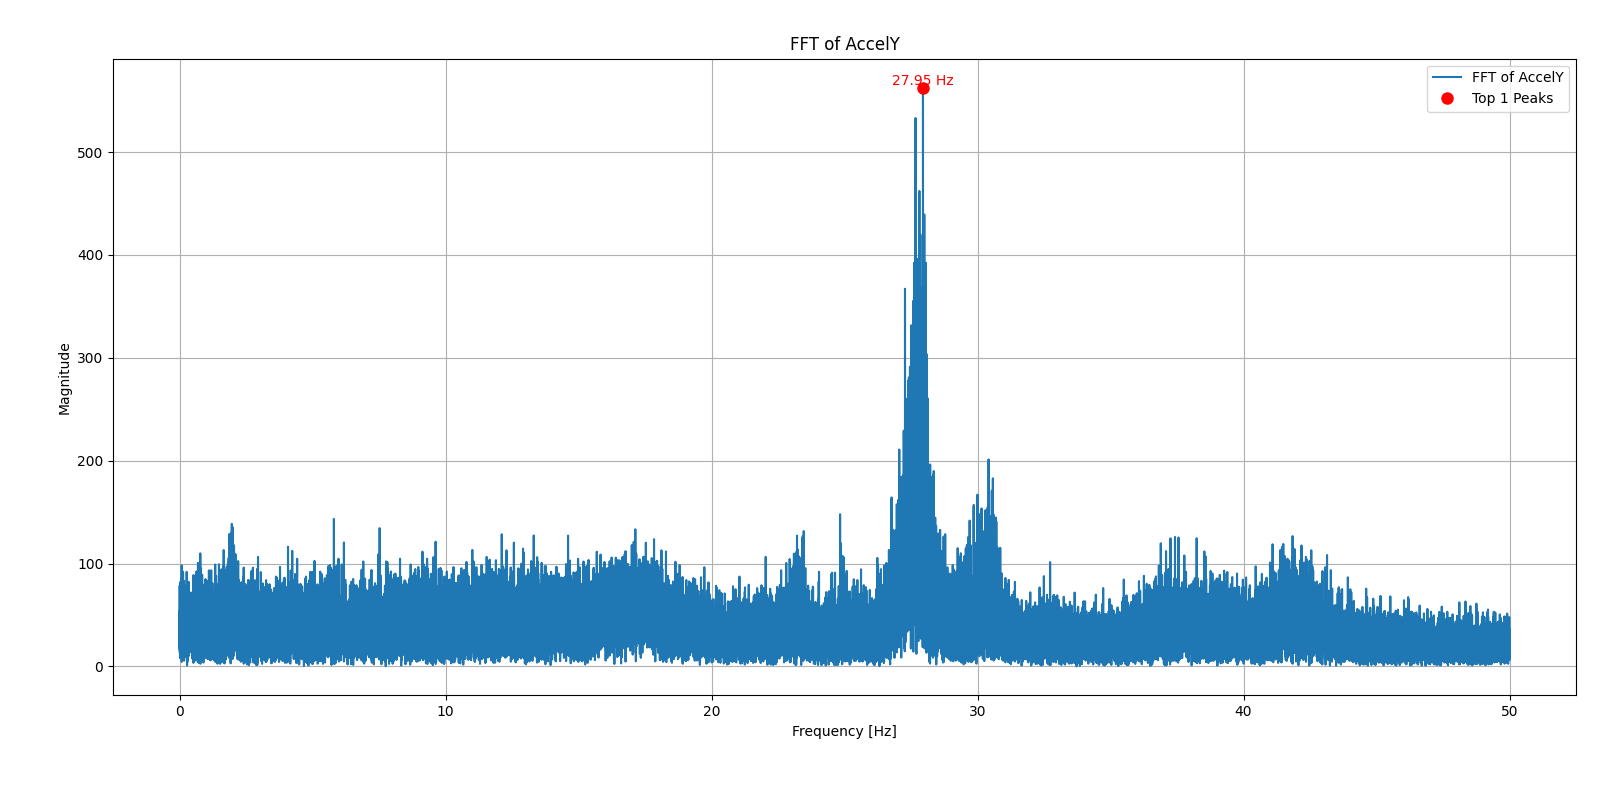 FFT of AccelY
27.95 Hz
FFT of AccelY
Top 1 Peaks
500
400
300
200
100
0
Magnitude
0 10 20 30 40 50
Frequency [Hz]